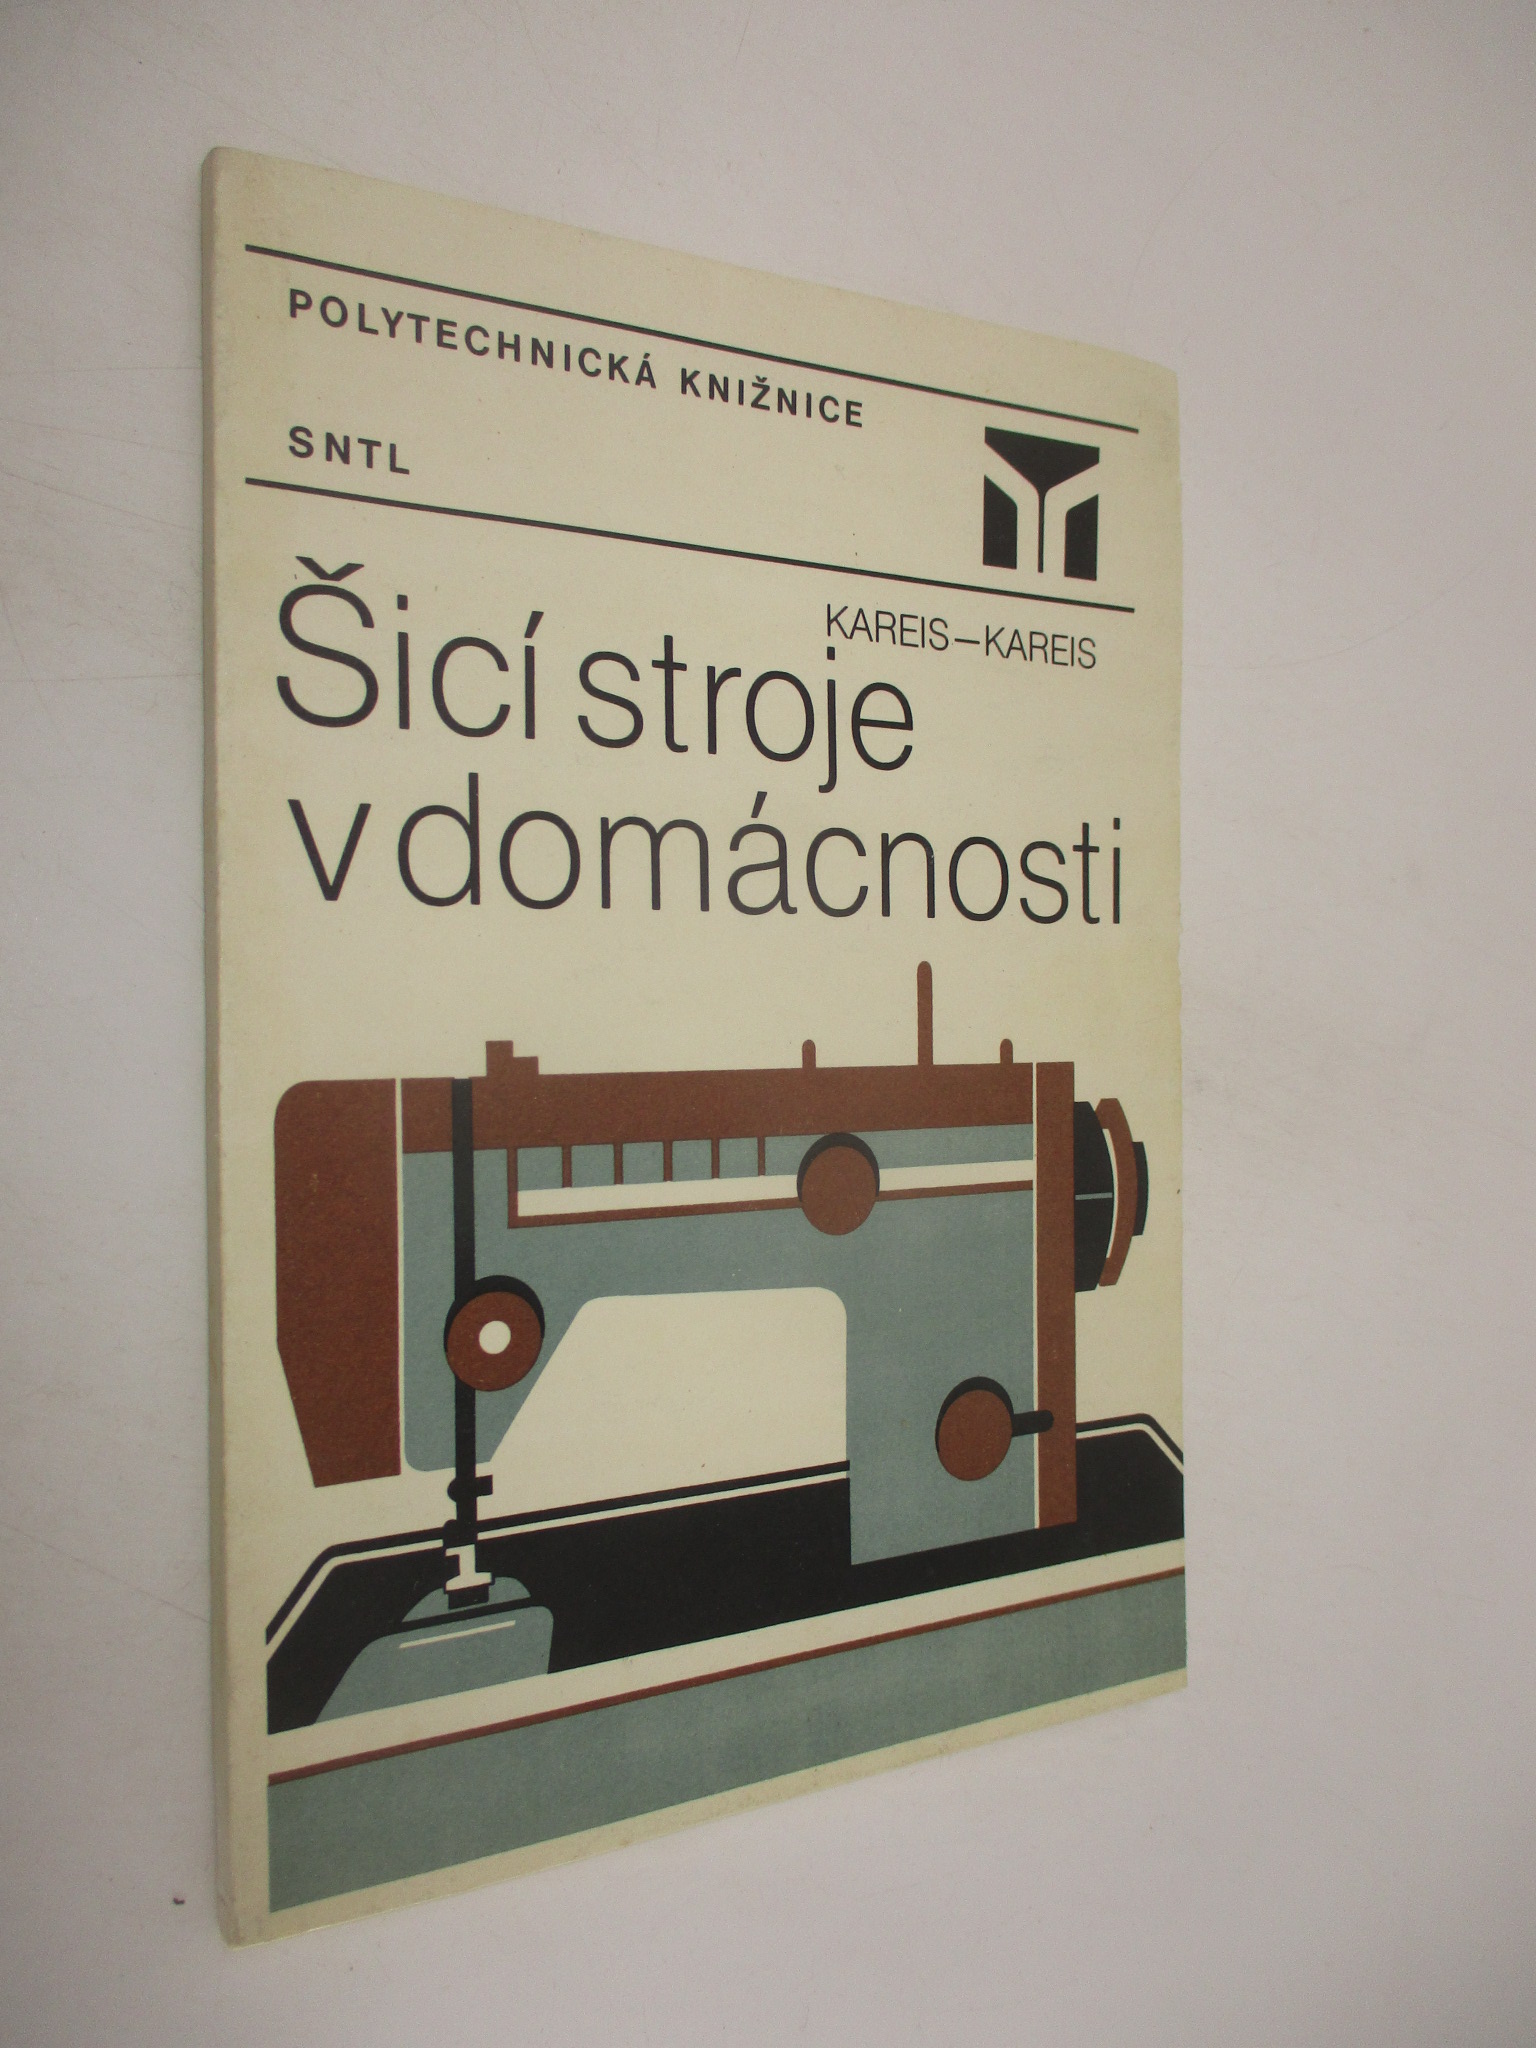 POLYTECHNICKÁ KNIŽNICE
SNTL
KAREIS–KAREIS
Šicí stroje
v domácnosti